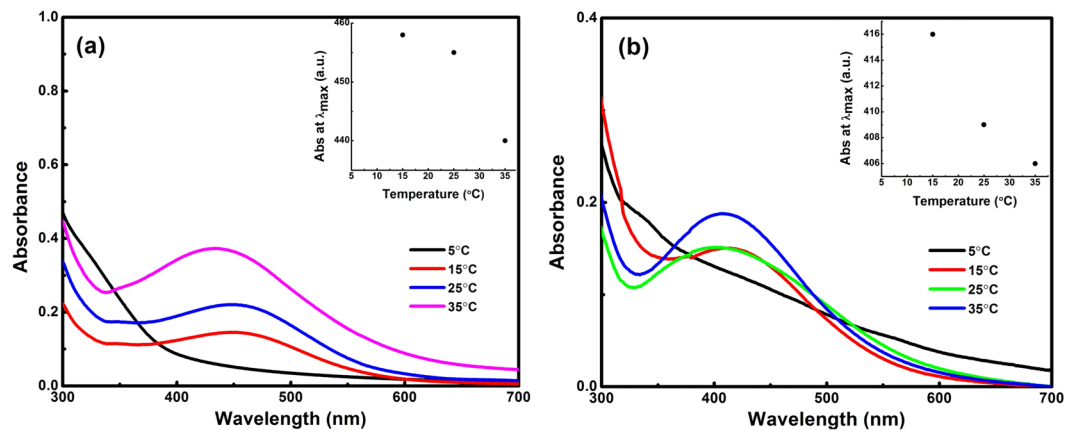 (a)
Absorbance
1.0
0.8
0.6
0.4
0.2
0.0
300
400
500
600
700
Wavelength (nm)
5°C
15°C
25°C
35°C
Abs at λmax (a.u.)
460
450
440
5 10 15 20 25 30 35
Temperature (°C)
(b)
Absorbance
0.4
0.2
0.0
300
400
500
600
700
Wavelength (nm)
5°C
15°C
25°C
35°C
Abs at λmax (a.u.)
416
414
412
410
408
406
5 10 15 20 25 30 35
Temperature (°C)